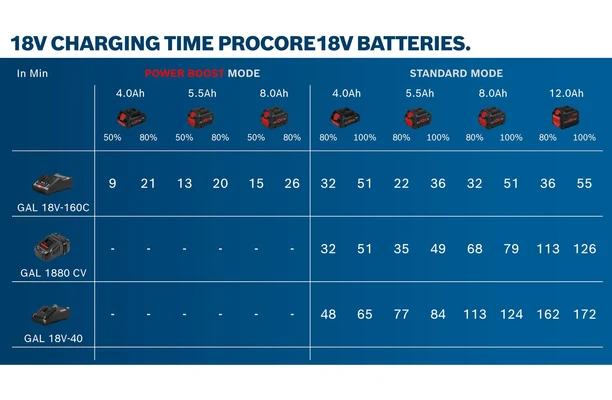 18V CHARGING TIME PROCORE18V BATTERIES.
In Min POWER BOOST MODE STANDARD MODE
4.0Ah 5.5Ah 8.0Ah 4.0Ah 5.5Ah 8.0Ah 12.0Ah
50% 80% 50% 80% 50% 80% 80% 100% 80% 100% 80% 100% 80% 100%
9 21 13 20 15 26 32 51 22 36 32 51 36 55
GAL 18V-160C
- - - - - - 32 51 35 49 68 79 113 126
GAL 1880 CV
- - - - - - 48 65 77 84 113 124 162 172
GAL 18V-40